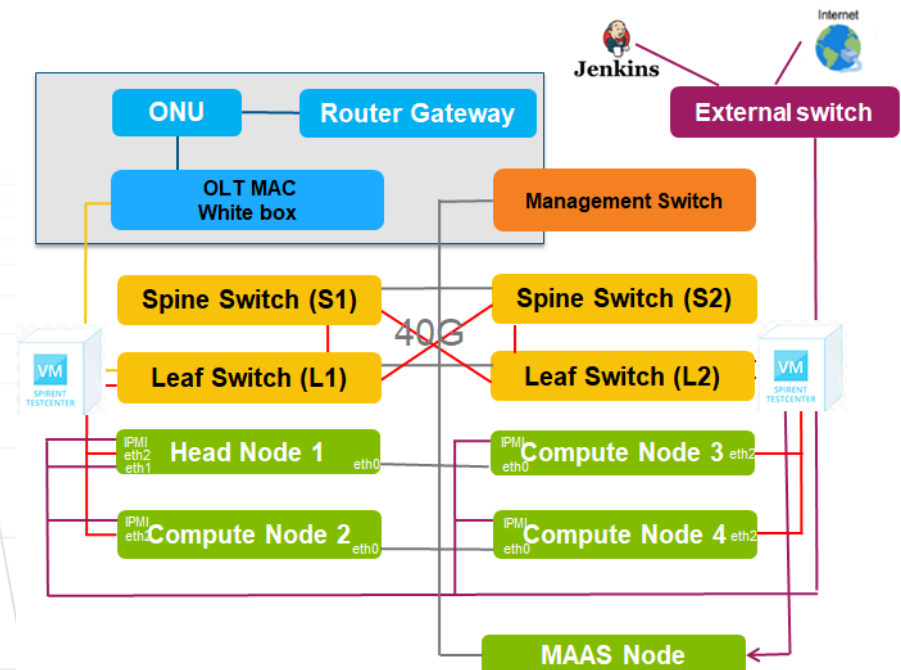 Internet
Jenkins
ONU
Router Gateway
External switch
OLT MAC
White box
Management Switch
Spine Switch (S1)
Spine Switch (S2)
40G
VM
SPIRENT
TESTCENTER
Leaf Switch (L1)
Leaf Switch (L2)
VM
SPIRENT
TESTCENTER
IPMI
eth2
eth1
Head Node 1
eth0
IPMI
eth0
Compute Node 3
eth2
IPMI
eth2
Compute Node 2
eth0
IPMI
eth0
Compute Node 4
eth2
MAAS Node